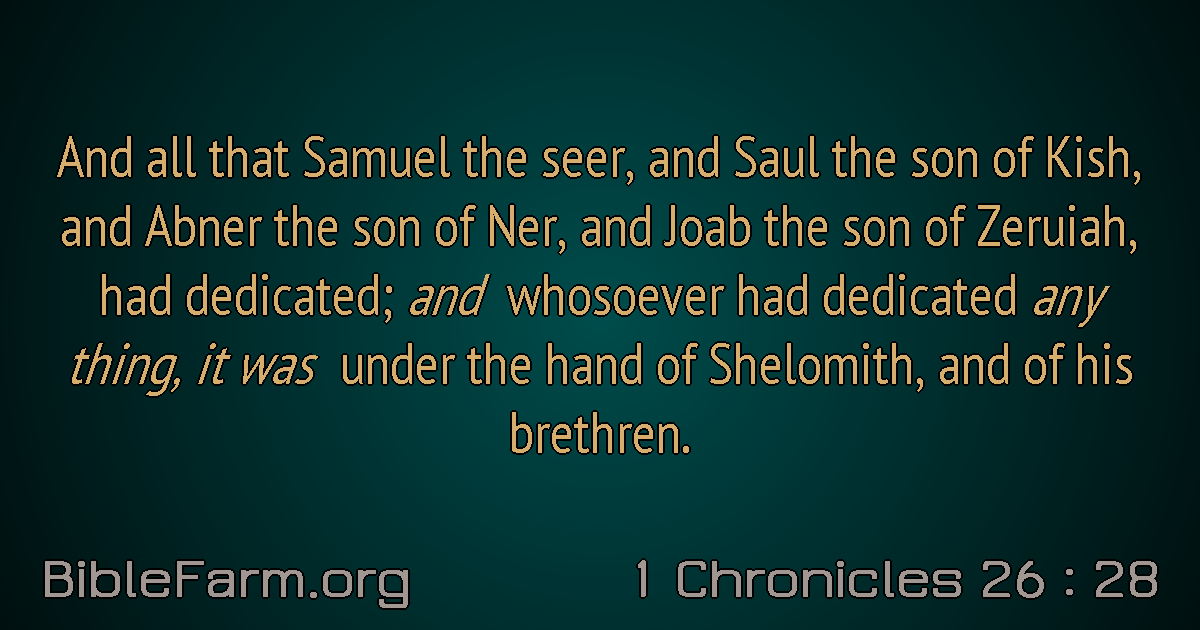 And all that Samuel the seer, and Saul the son of Kish,
and Abner the son of Ner, and Joab the son of Zeruiah,
had dedicated; and whosoever had dedicated any
thing, it was under the hand of Shelomith, and of his
brethren.
BibleFarm.org
1 Chronicles 26 : 28